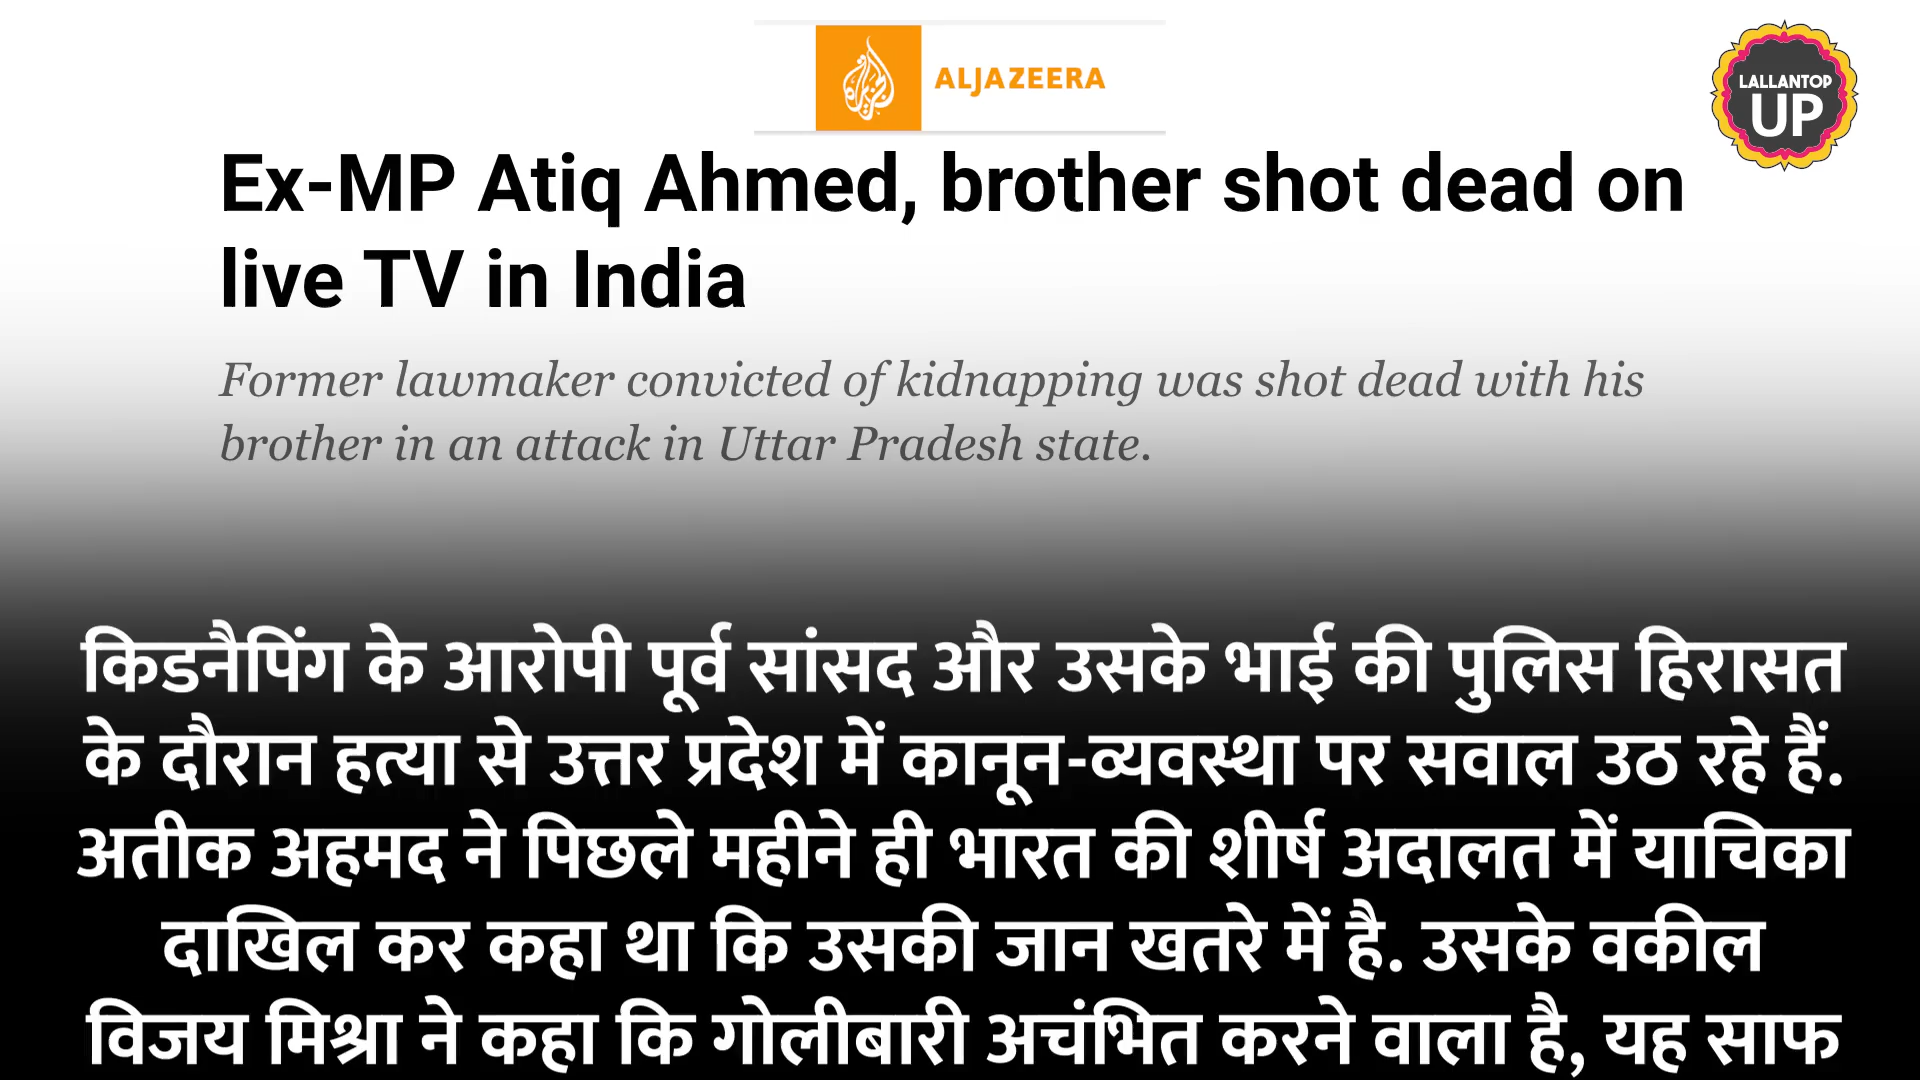 ALJAZEERA
LALLANTOP
UP
Ex-MP Atiq Ahmed, brother shot dead on
live TV in India
Former lawmaker convicted of kidnapping was shot dead with his
brother in an attack in Uttar Pradesh state.
किडनैपिंग के आरोपी पूर्व सांसद और उसके भाई की पुलिस हिरासत
के दौरान हत्या से उत्तर प्रदेश में कानून-व्यवस्था पर सवाल उठ रहे हैं.
अतीक अहमद ने पिछले महीने ही भारत की शीर्ष अदालत में याचिका
दाखिल कर कहा था कि उसकी जान खतरे में है. उसके वकील
विजय मिश्रा ने कहा कि गोलीबारी अचंभित करने वाला है, यह साफ